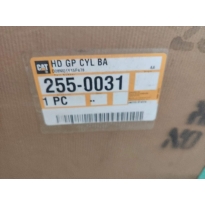 CAT
HD GP CYL BA
255-0031
1 PC